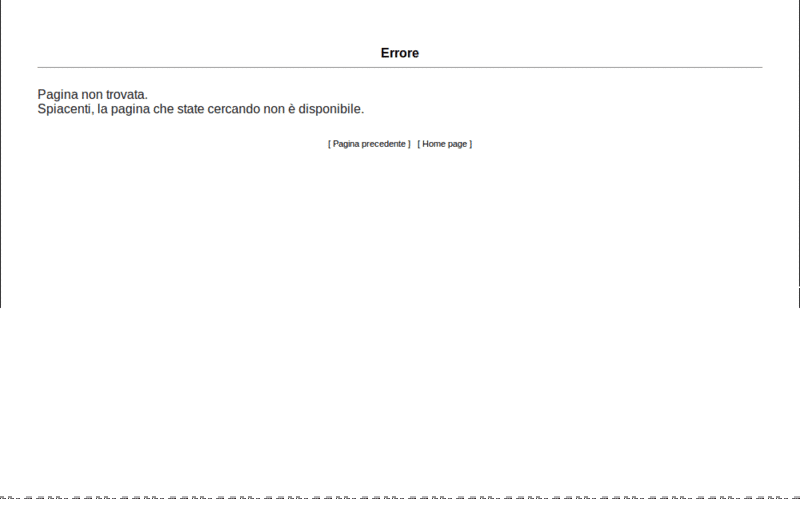 Errore
Pagina non trovata.
Spiacenti, la pagina che state cercando non è disponibile.
[ Pagina precedente ] [ Home page ]